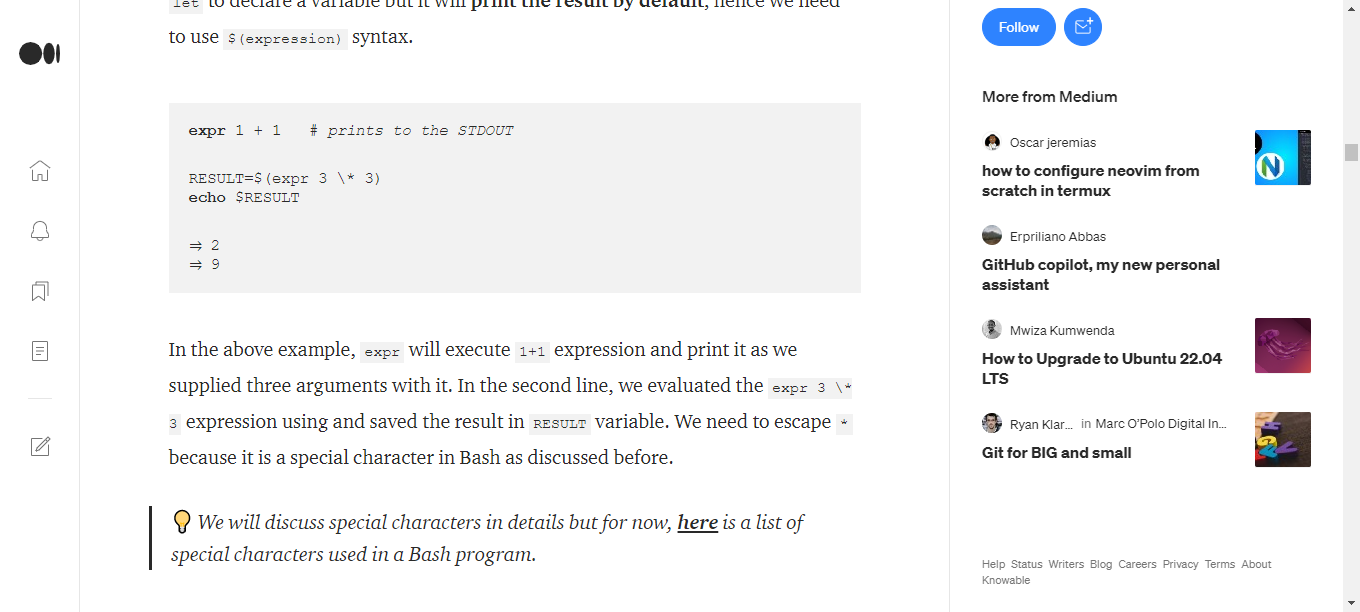 let to declare a variable but it will print the result by default, hence we need
to use $(expression) syntax.
expr 1 + 1   # prints to the STDOUT
RESULT=$(expr 3 \* 3)
echo $RESULT
⇒ 2
⇒ 9
In the above example, expr will execute 1+1 expression and print it as we
supplied three arguments with it. In the second line, we evaluated the expr 3 \*
3 expression using and saved the result in RESULT variable. We need to escape *
because it is a special character in Bash as discussed before.
💡 We will discuss special characters in details but for now, here is a list of
special characters used in a Bash program.
Follow
More from Medium
Oscar jeremias
how to configure neovim from
scratch in termux
Erpriliano Abbas
GitHub copilot, my new personal
assistant
Mwiza Kumwenda
How to Upgrade to Ubuntu 22.04
LTS
Ryan Klar... in Marc O'Polo Digital In...
Git for BIG and small
Help Status Writers Blog Careers Privacy Terms About
Knowable